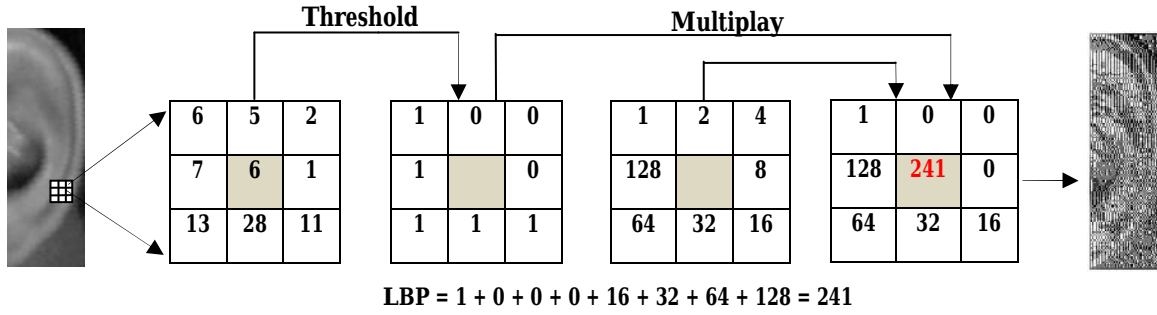 Threshold
Multiplay
6 5 2 1 0 0 1 2 4 1 0 0
7 6 1 1 0 128 8 128 241 0
13 28 11 1 1 1 64 32 16 64 32 16
LBP = 1 + 0 + 0 + 0 + 16 + 32 + 64 + 128 = 241